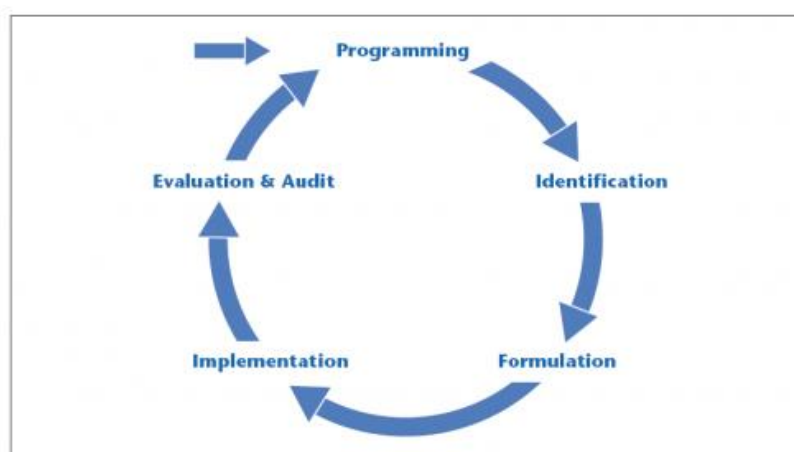 Programming
Evaluation & Audit
Identification
Implementation
Formulation